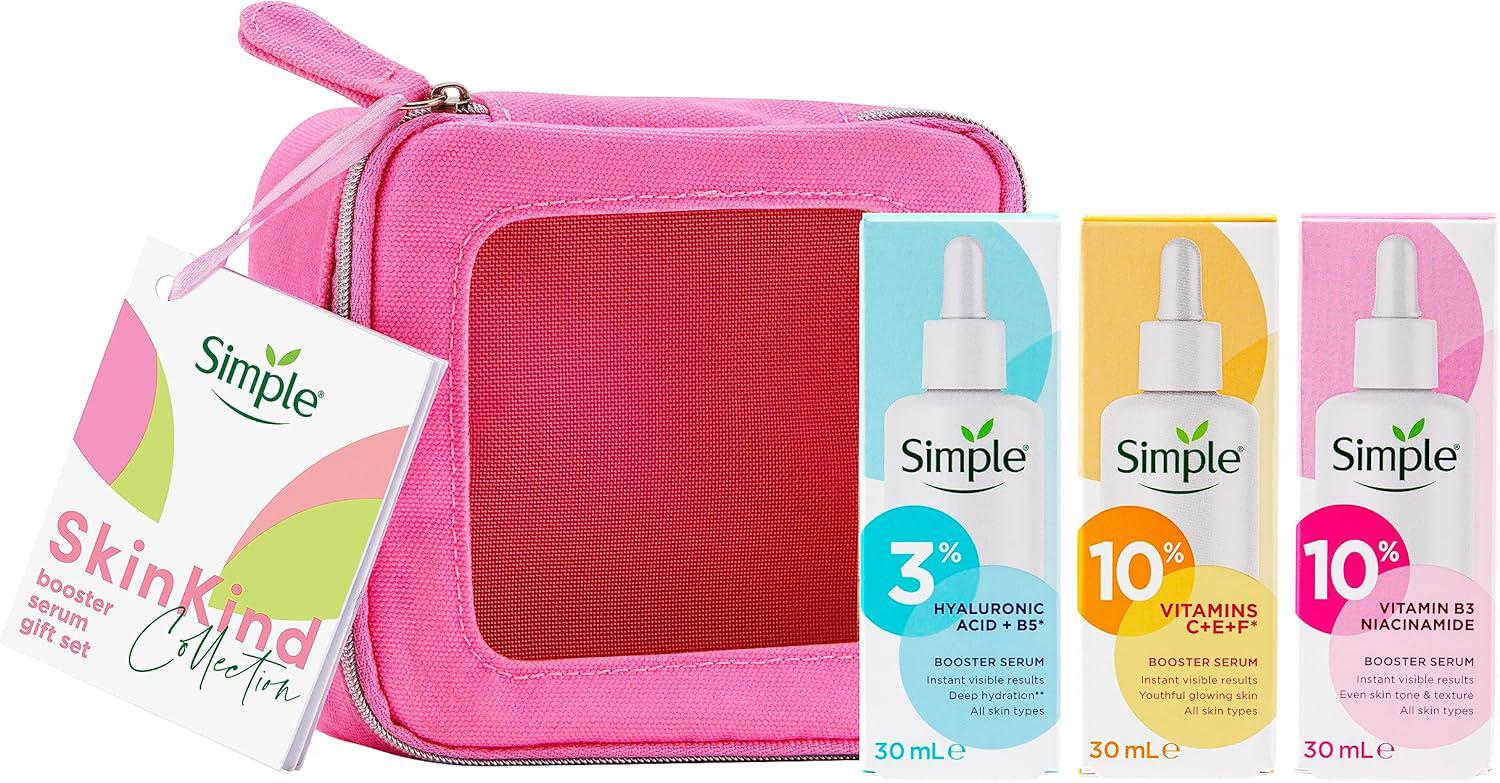 Simple®
SkinKind
booster
serum
gift set
Collection
Simple®
3%
HYALURONIC
ACID + B5*
BOOSTER SERUM
Instant visible results
Deep hydration**
All skin types
30 mL℮
Simple®
10%
VITAMINS
C+E+F*
BOOSTER SERUM
Instant visible results
Youthful glowing skin
All skin types
30 mL℮
Simple®
10%
VITAMIN B3
NIACINAMIDE
BOOSTER SERUM
Instant visible results
Even skin tone & texture
All skin types
30 mL℮